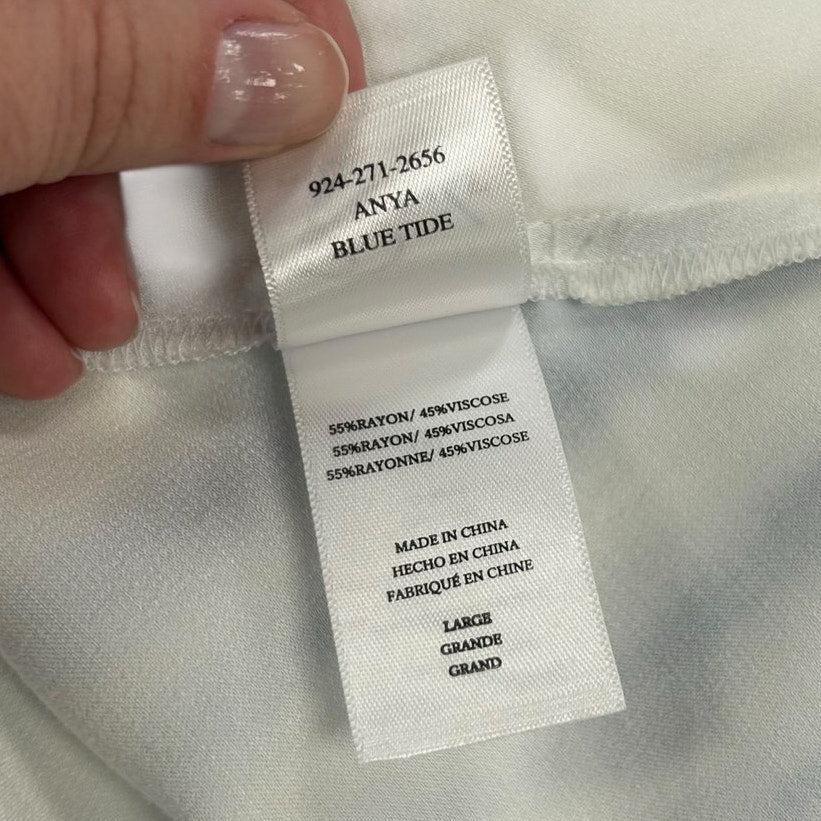 924-271-2656
ANYA
BLUE TIDE
55%RAYON/ 45%VISCOSE
55%RAYON/ 45%VISCOSA
55%RAYONNE/ 45%VISCOSE
MADE IN CHINA
HECHO EN CHINA
FABRIQUÉ EN CHINE
LARGE
GRANDE
GRAND